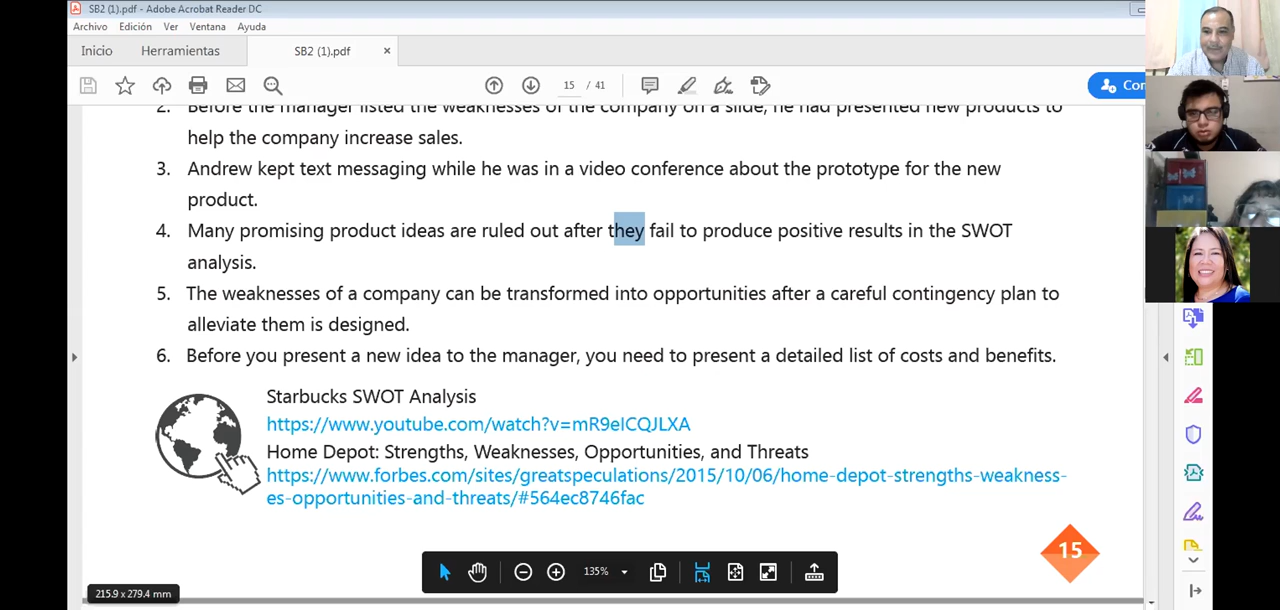 SB2 (1).pdf - Adobe Acrobat Reader DC
Archivo Edición Ver Ventana Ayuda
Inicio Herramientas SB2 (1).pdf ×
15 / 41 Con
2. Before the manager listed the weaknesses of the company on a slide, he had presented new products to
help the company increase sales.
3. Andrew kept text messaging while he was in a video conference about the prototype for the new
product.
4. Many promising product ideas are ruled out after they fail to produce positive results in the SWOT
analysis.
5. The weaknesses of a company can be transformed into opportunities after a careful contingency plan to
alleviate them is designed.
6. Before you present a new idea to the manager, you need to present a detailed list of costs and benefits.
Starbucks SWOT Analysis
https://www.youtube.com/watch?v=mR9eICQJLXA
Home Depot: Strengths, Weaknesses, Opportunities, and Threats
https://www.forbes.com/sites/greatspeculations/2015/10/06/home-depot-strengths-weakness-
es-opportunities-and-threats/#564ec8746fac
15
135%
215.9 x 279.4 mm